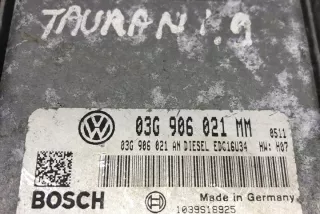 TAURAN 1.9
03G 906 021 MM 0511
03G 906 021 AN DIESEL EDC16U34 HW: H07
BOSCH
Made in Germany
1039S16925